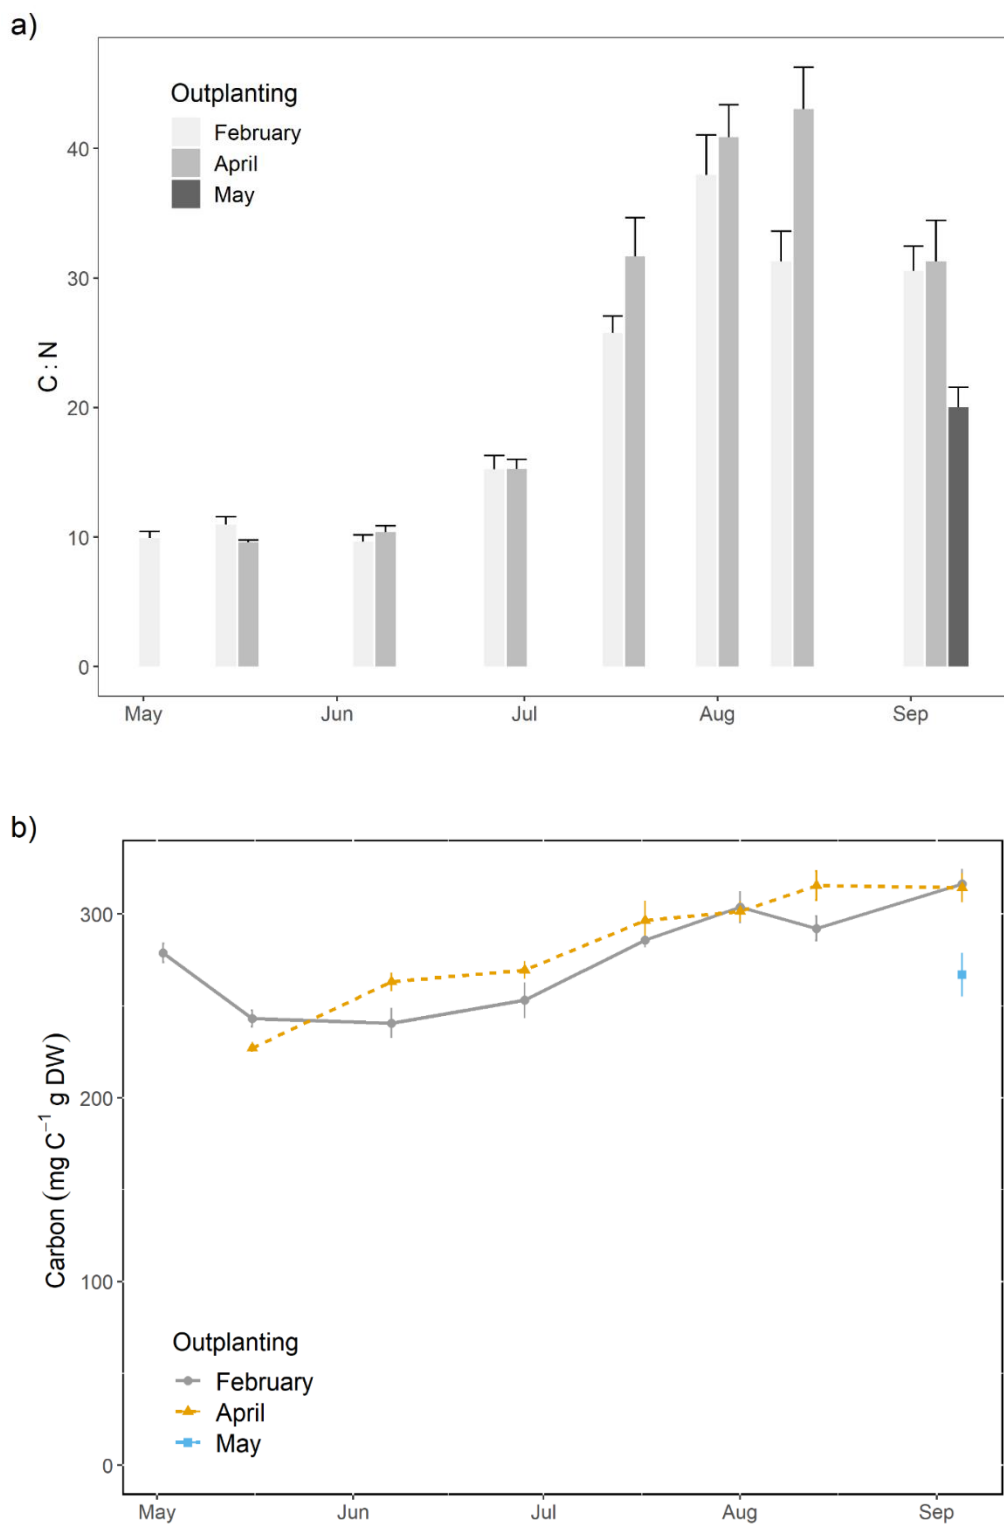 a)
Outplanting
February
April
May
40
30
20
10
0
C : N
May Jun Jul Aug Sep
b)
300
200
100
0
Carbon (mg C⁻¹ g DW)
Outplanting
February
April
May
May Jun Jul Aug Sep